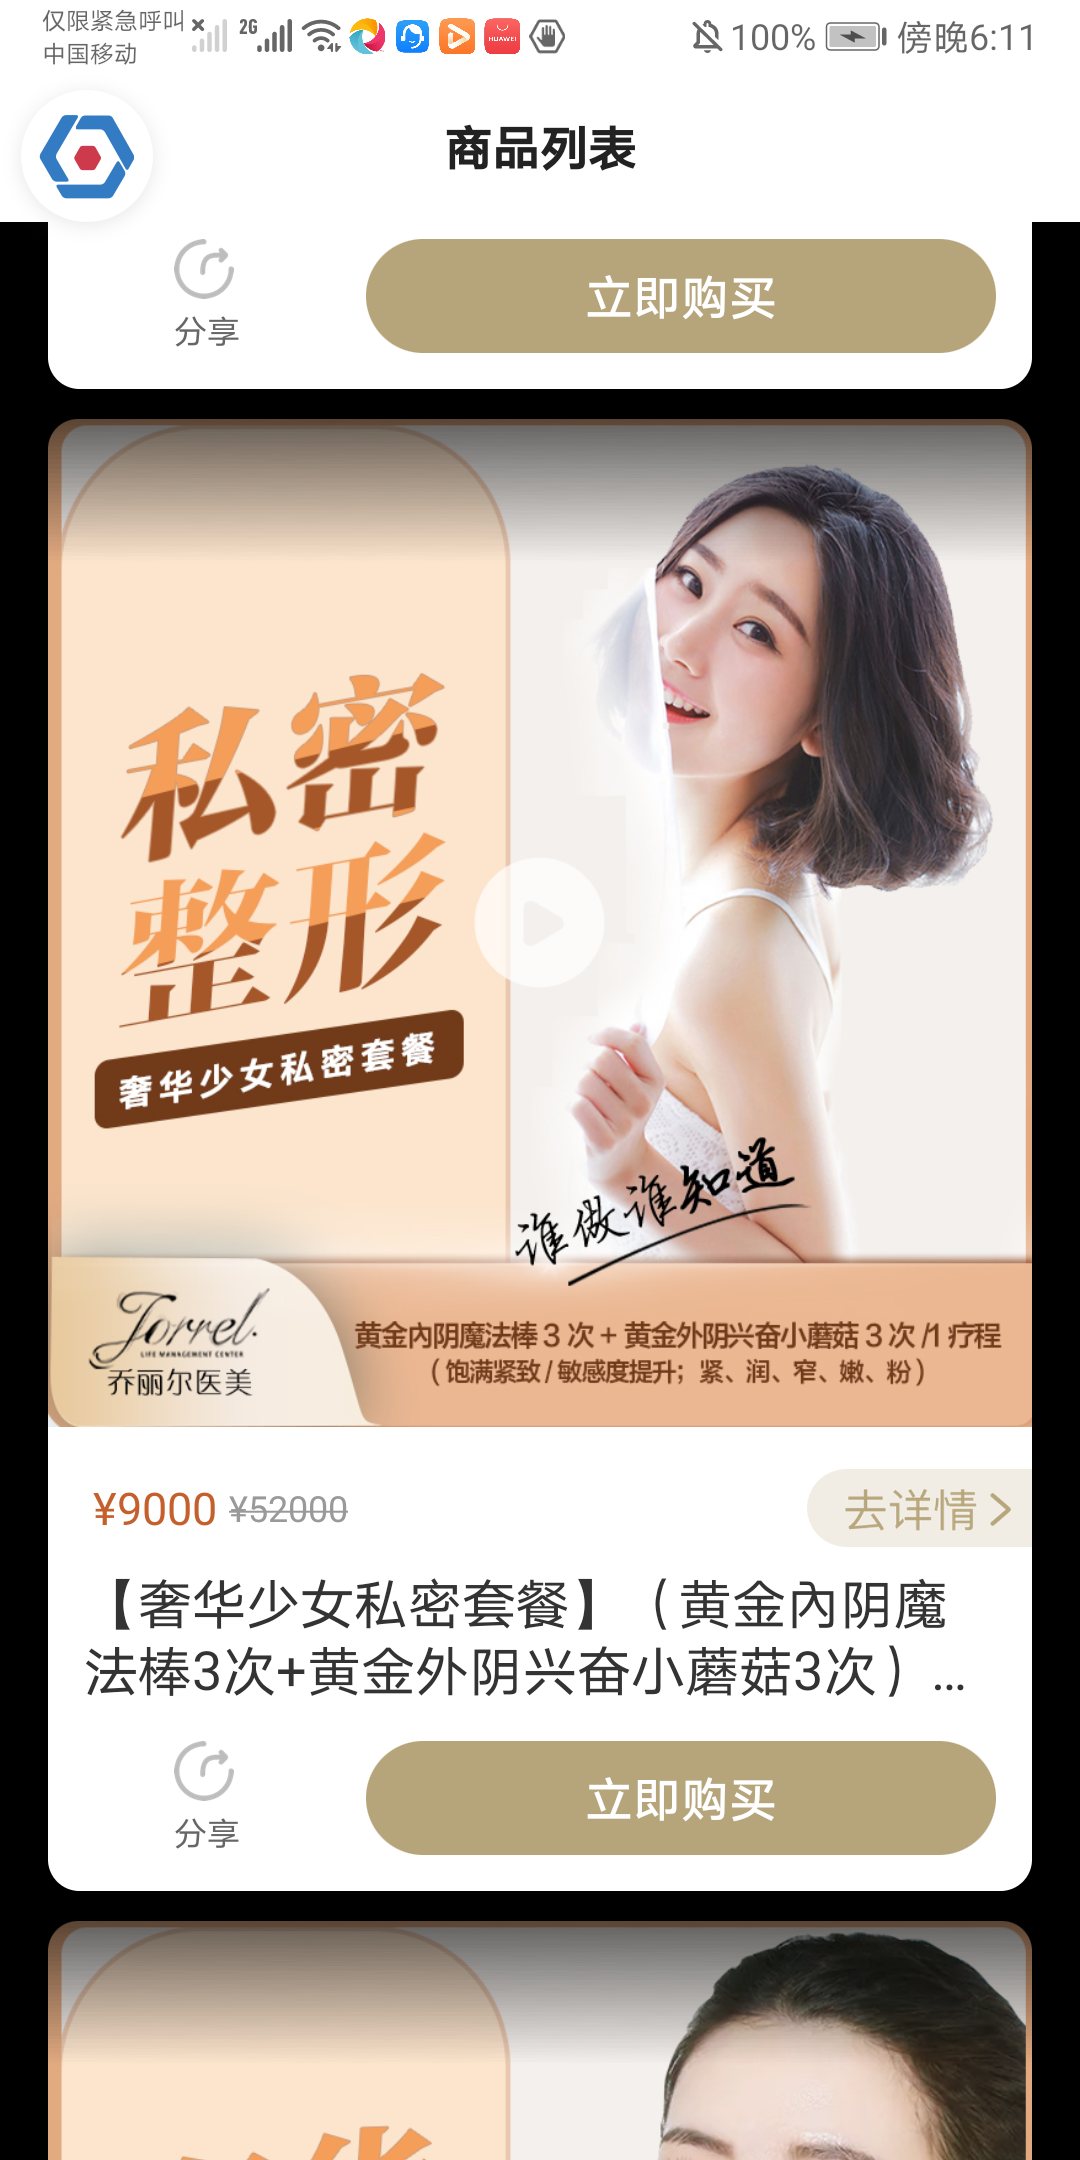 仅限紧急呼叫
中国移动
2G
HUAWEI
100%
傍晚6:11
商品列表
分享
立即购买
私密
整形
奢华少女私密套餐
谁做谁知道
Jorrel.
LIFE MANAGEMENT CENTER
乔丽尔医美
黄金内阴魔法棒 3 次 + 黄金外阴兴奋小蘑菇 3 次 /1 疗程
（ 饱满紧致 / 敏感度提升；紧、润、窄、嫩、粉 ）
¥9000 ¥52000
去详情
【奢华少女私密套餐】（黄金內阴魔
法棒3次+黄金外阴兴奋小蘑菇3次）...
分享
立即购买